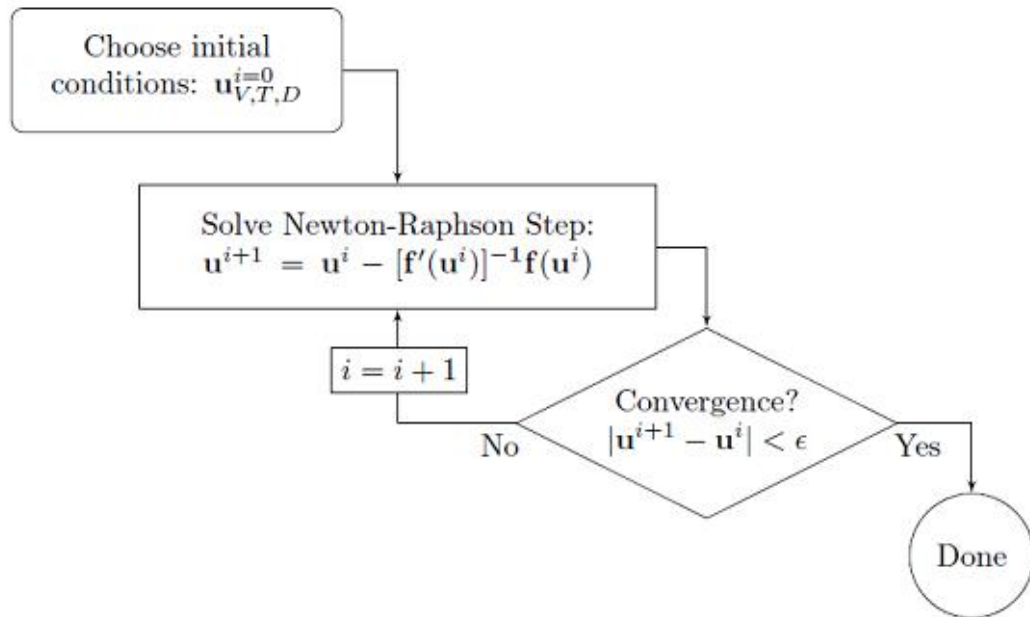 Choose initial
conditions: u^{i=0}_{V,T,D}
Solve Newton-Raphson Step:
u^{i+1} = u^i − [f′(u^i)]^{−1}f(u^i)
i = i + 1
Convergence?
|u^{i+1} − u^i| < ϵ
No
Yes
Done